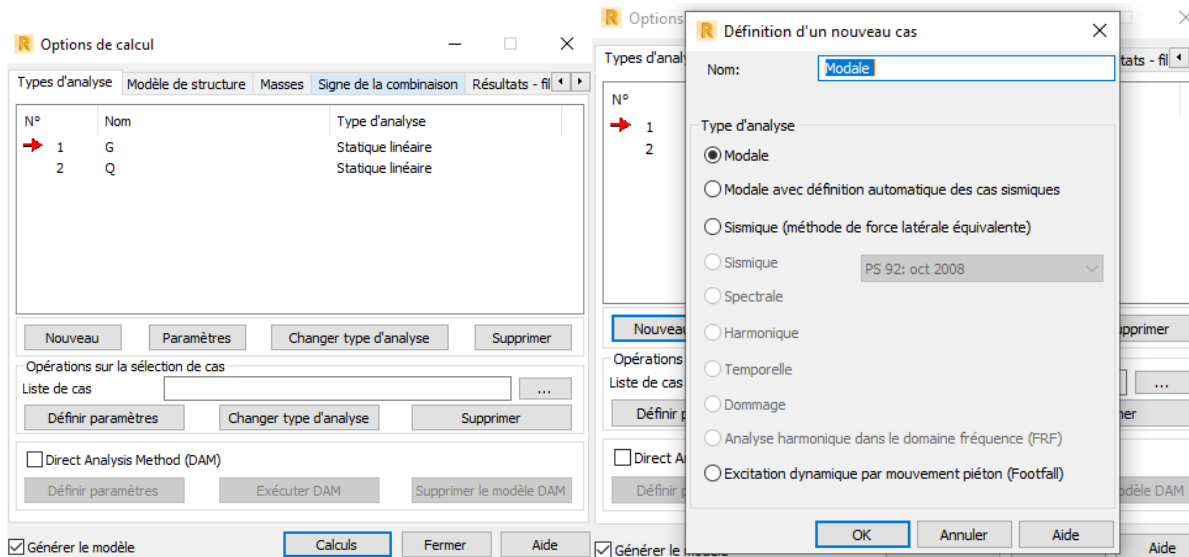 Options de calcul
Types d'analyse Modèle de structure Masses Signe de la combinaison Résultats - fil
N° Nom Type d'analyse
1 G Statique linéaire
2 Q Statique linéaire
Nouveau Paramètres Changer type d'analyse Supprimer
Opérations sur la sélection de cas
Liste de cas ...
Définir paramètres Changer type d'analyse Supprimer
Direct Analysis Method (DAM)
Définir paramètres Exécuter DAM Supprimer le modèle DAM
Générer le modèle Calculs Fermer Aide
Options
Types d'analy tats - fil
N°
1
2
Nouveau upprimer
Opérations
Liste de cas ...
Définir p ner
Direct A
Définir p odèle DAM
Générer le m Aide
Définition d'un nouveau cas
Nom: Modale
Type d'analyse
Modale
Modale avec définition automatique des cas sismiques
Sismique (méthode de force latérale équivalente)
Sismique PS 92: oct 2008
Spectrale
Harmonique
Temporelle
Dommage
Analyse harmonique dans le domaine fréquence (FRF)
Excitation dynamique par mouvement piéton (Footfall)
OK Annuler Aide